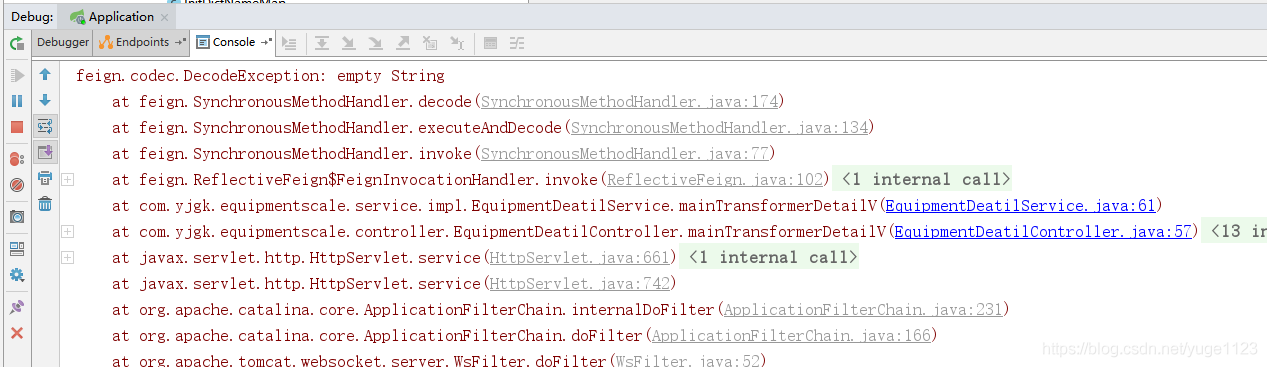 Debug: Application
Debugger Endpoints Console
feign.codec.DecodeException: empty String
at feign.SynchronousMethodHandler.decode(SynchronousMethodHandler.java:174)
at feign.SynchronousMethodHandler.executeAndDecode(SynchronousMethodHandler.java:134)
at feign.SynchronousMethodHandler.invoke(SynchronousMethodHandler.java:77)
at feign.ReflectiveFeign$FeignInvocationHandler.invoke(ReflectiveFeign.java:102) <1 internal call>
at com.yjgk.equipmentscale.service.impl.EquipmentDeatilService.mainTransformerDetailV(EquipmentDeatilService.java:61)
at com.yjgk.equipmentscale.controller.EquipmentDeatilController.mainTransformerDetailV(EquipmentDeatilController.java:57) <13 in
at javax.servlet.http.HttpServlet.service(HttpServlet.java:661) <1 internal call>
at javax.servlet.http.HttpServlet.service(HttpServlet.java:742)
at org.apache.catalina.core.ApplicationFilterChain.internalDoFilter(ApplicationFilterChain.java:231)
at org.apache.catalina.core.ApplicationFilterChain.doFilter(ApplicationFilterChain.java:166)
at org.apache.tomcat.websocket.server.WsFilter.doFilter(WsFilter.java:52)
https://blog.csdn.net/yuge1123